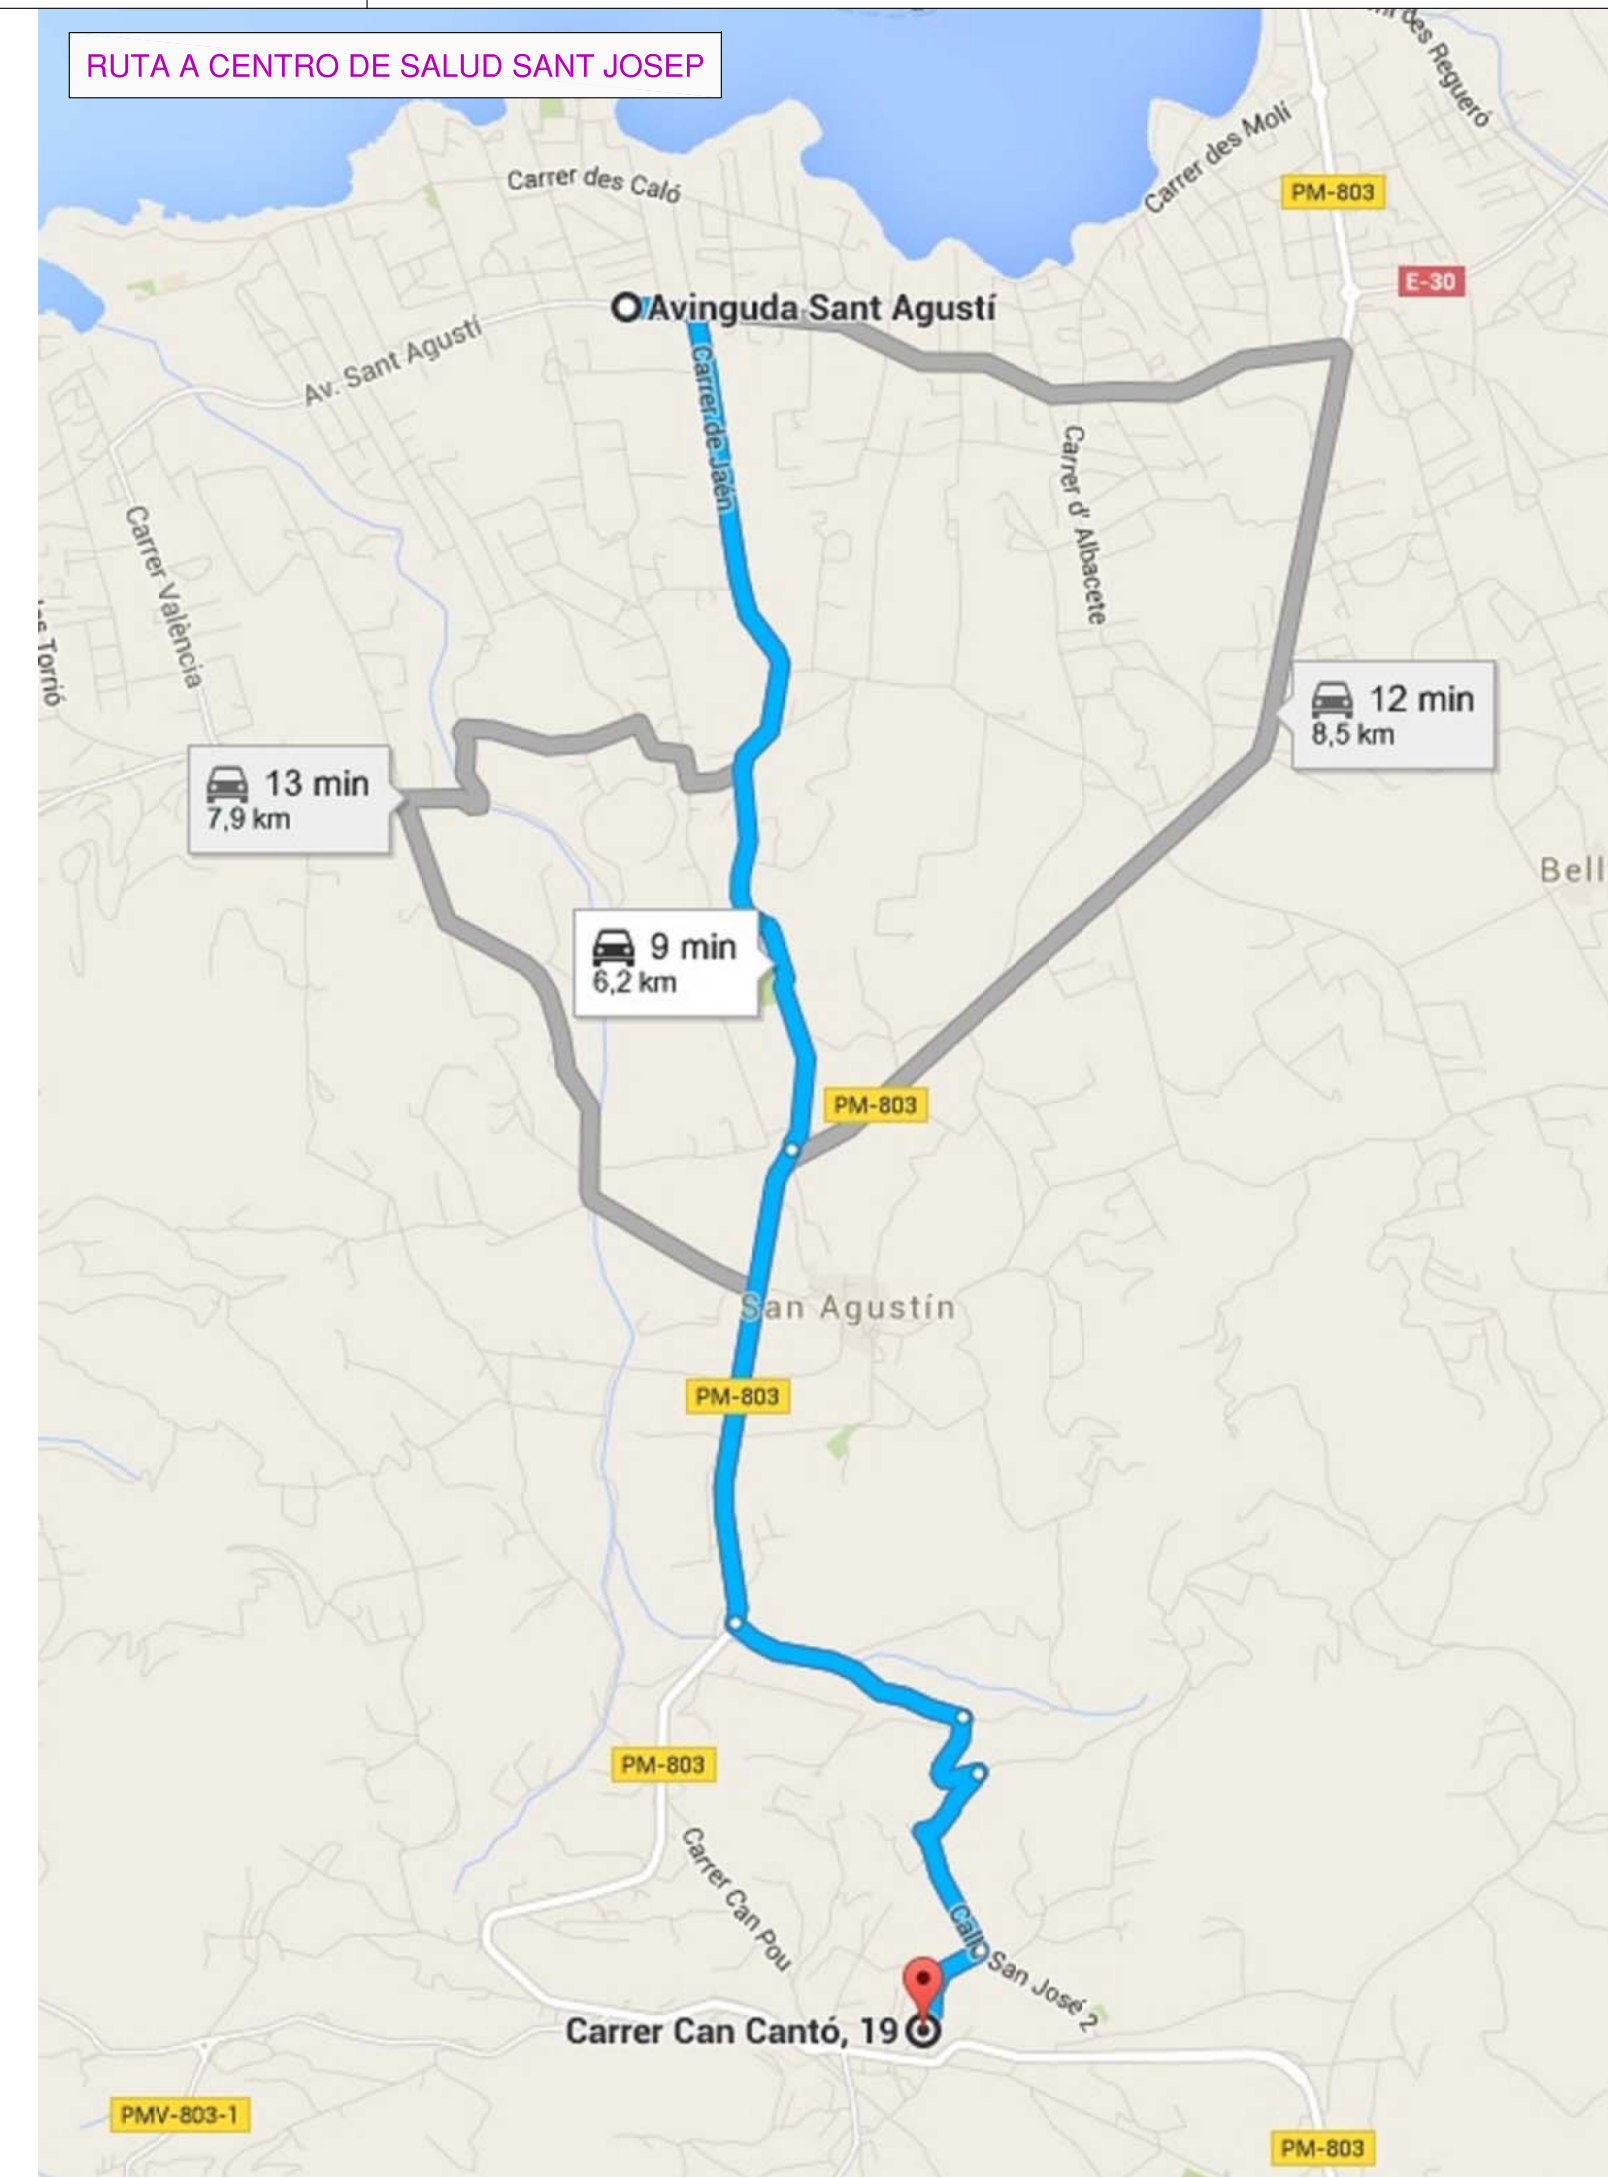 RUTA A CENTRO DE SALUD SANT JOSEP
des Regueró
Carrer des Molí
Carrer des Caló
PM-803
E-30
Avinguda Sant Agustí
Av. Sant Agustí
Carrer de Jaén
Carrer d' Albacete
Carrer València
Torrió
12 min
8,5 km
13 min
7,9 km
Bell
9 min
6,2 km
PM-803
San Agustín
PM-803
PM-803
Carrer Can Pou
Calle San José 2
Carrer Can Cantó, 19
PMV-803-1
PM-803